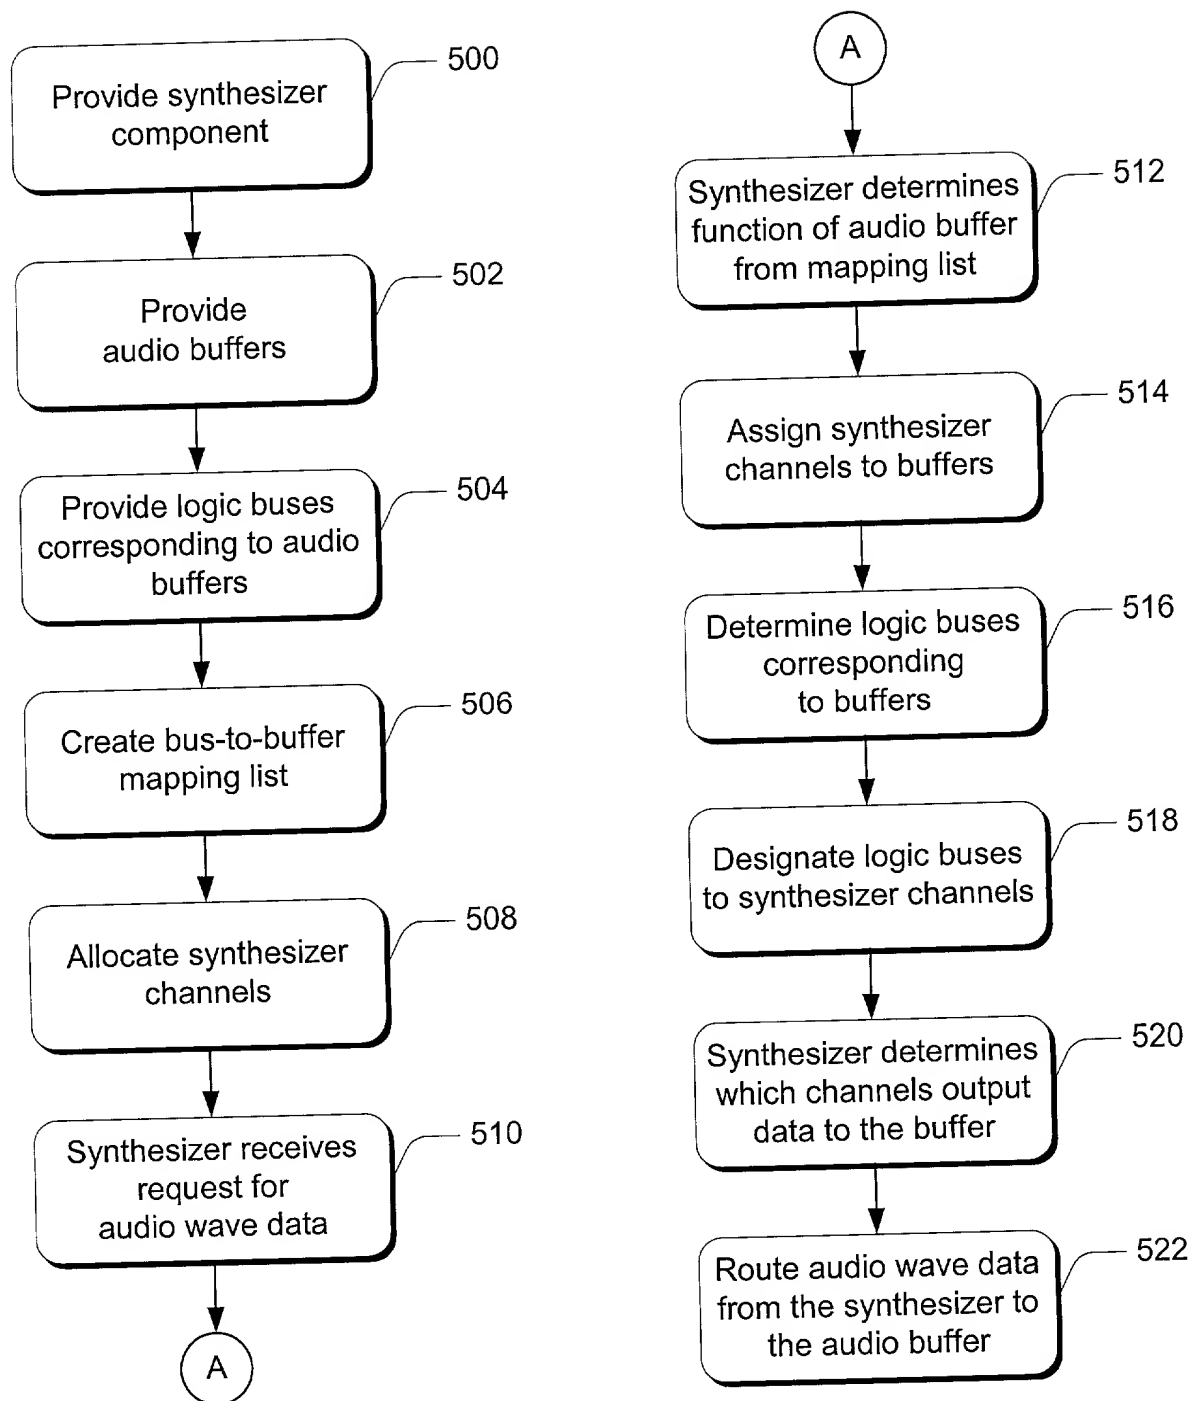 Provide synthesizer
component
500
Provide
audio buffers
502
Provide logic buses
corresponding to audio
buffers
504
Create bus-to-buffer
mapping list
506
Allocate synthesizer
channels
508
Synthesizer receives
request for
audio wave data
510
A
A
Synthesizer determines
function of audio buffer
from mapping list
512
Assign synthesizer
channels to buffers
514
Determine logic buses
corresponding
to buffers
516
Designate logic buses
to synthesizer channels
518
Synthesizer determines
which channels output
data to the buffer
520
Route audio wave data
from the synthesizer to
the audio buffer
522